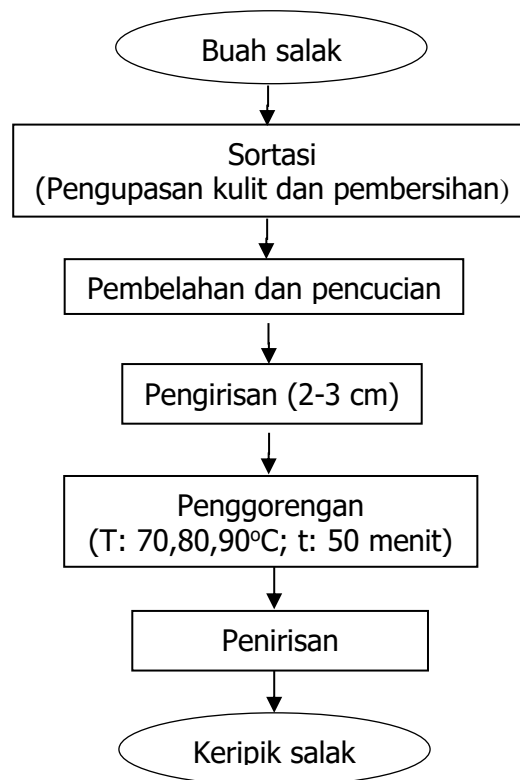 Buah salak
Sortasi
(Pengupasan kulit dan pembersihan)
Pembelahan dan pencucian
Pengirisan (2-3 cm)
Penggorengan
(T: 70,80,90°C; t: 50 menit)
Penirisan
Keripik salak